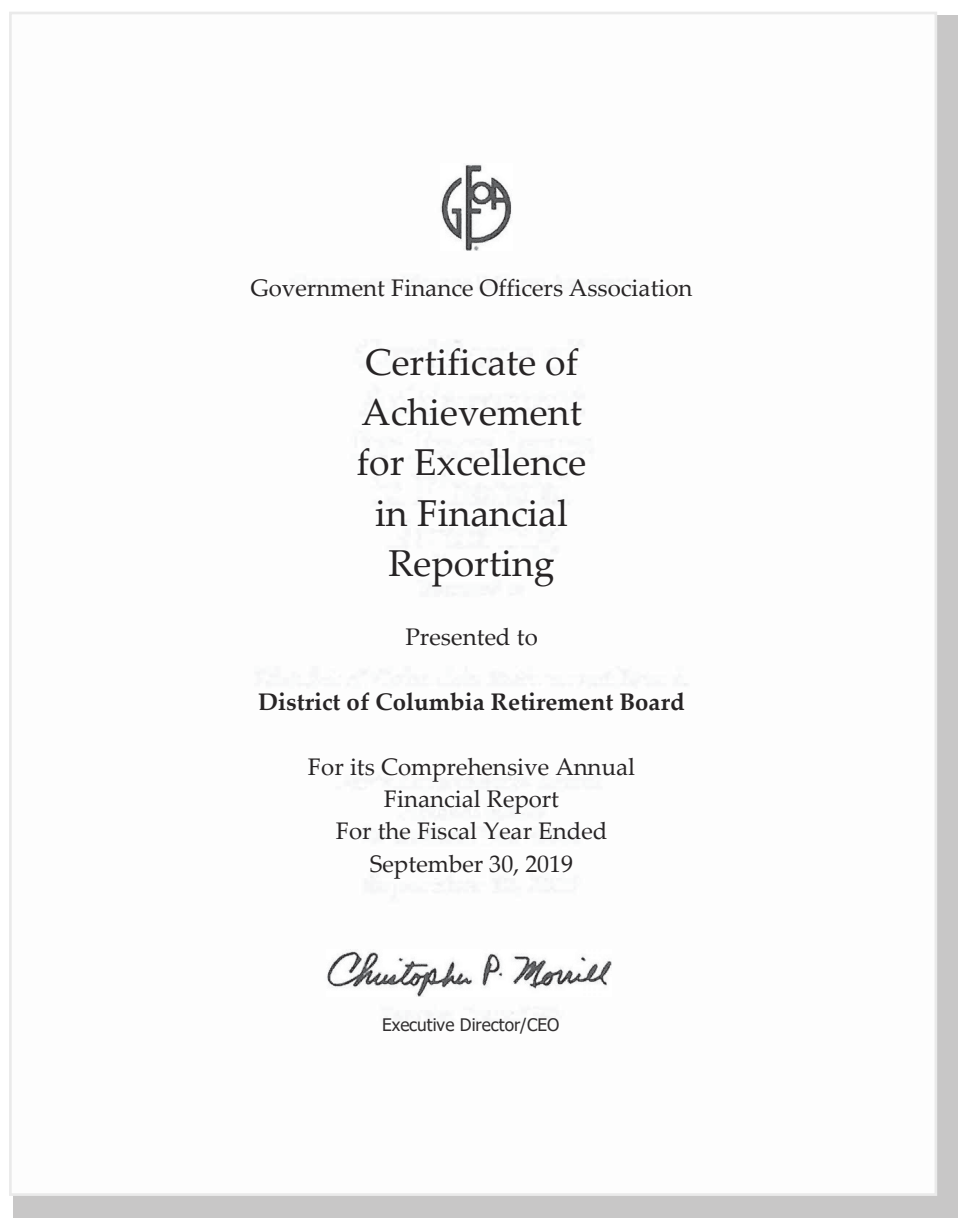 GFOA
Government Finance Officers Association
Certificate of
Achievement
for Excellence
in Financial
Reporting
Presented to
District of Columbia Retirement Board
For its Comprehensive Annual
Financial Report
For the Fiscal Year Ended
September 30, 2019
Christopher P. Morrill
Executive Director/CEO